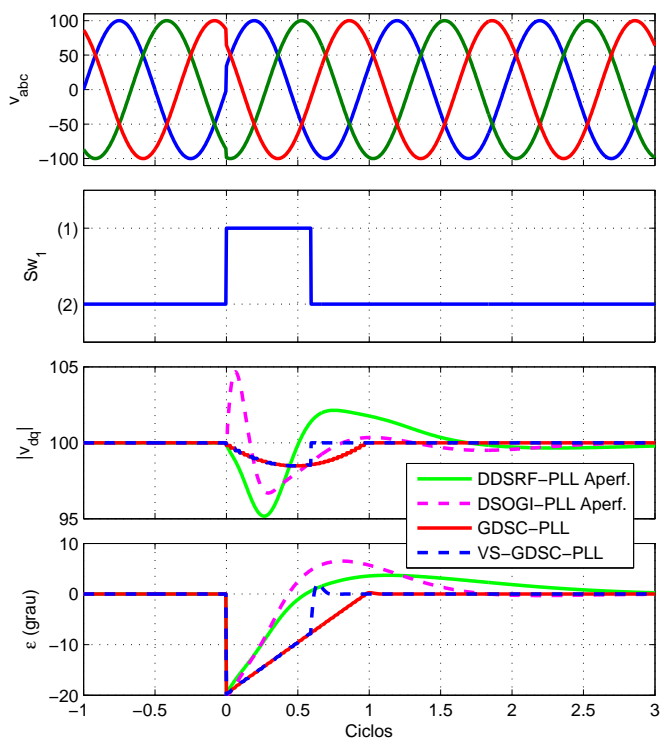 100
50
0
−50
−100
v_abc
(1)
(2)
Sw_1
105
100
95
|v_dq|
DDSRF−PLL Aperf.
DSOGI−PLL Aperf.
GDSC−PLL
VS−GDSC−PLL
10
0
−10
−20
ε (grau)
−1 −0.5 0 0.5 1 1.5 2 2.5 3
Ciclos